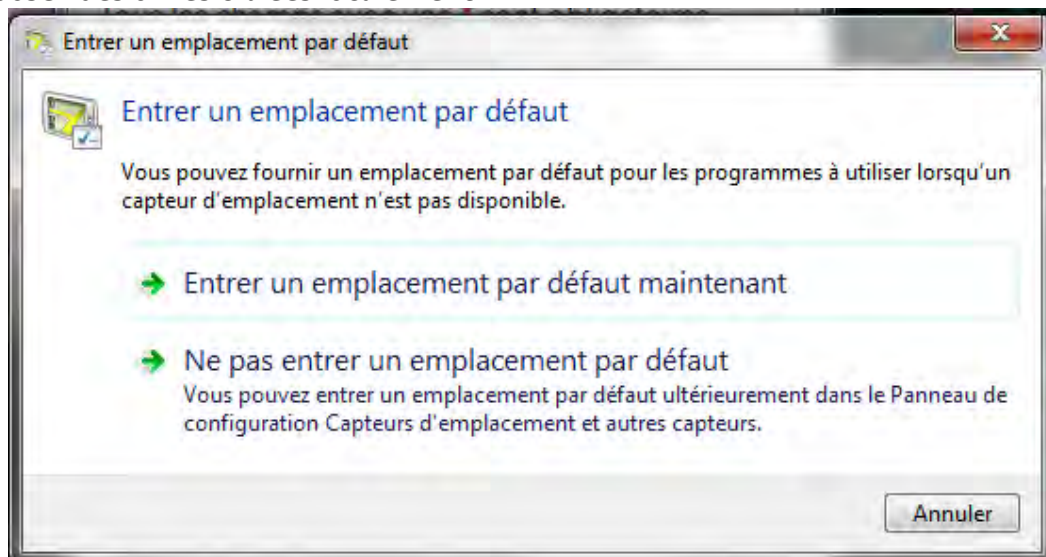 Entrer un emplacement par défaut
Entrer un emplacement par défaut
Vous pouvez fournir un emplacement par défaut pour les programmes à utiliser lorsqu'un
capteur d'emplacement n'est pas disponible.
Entrer un emplacement par défaut maintenant
Ne pas entrer un emplacement par défaut
Vous pouvez entrer un emplacement par défaut ultérieurement dans le Panneau de
configuration Capteurs d'emplacement et autres capteurs.
Annuler